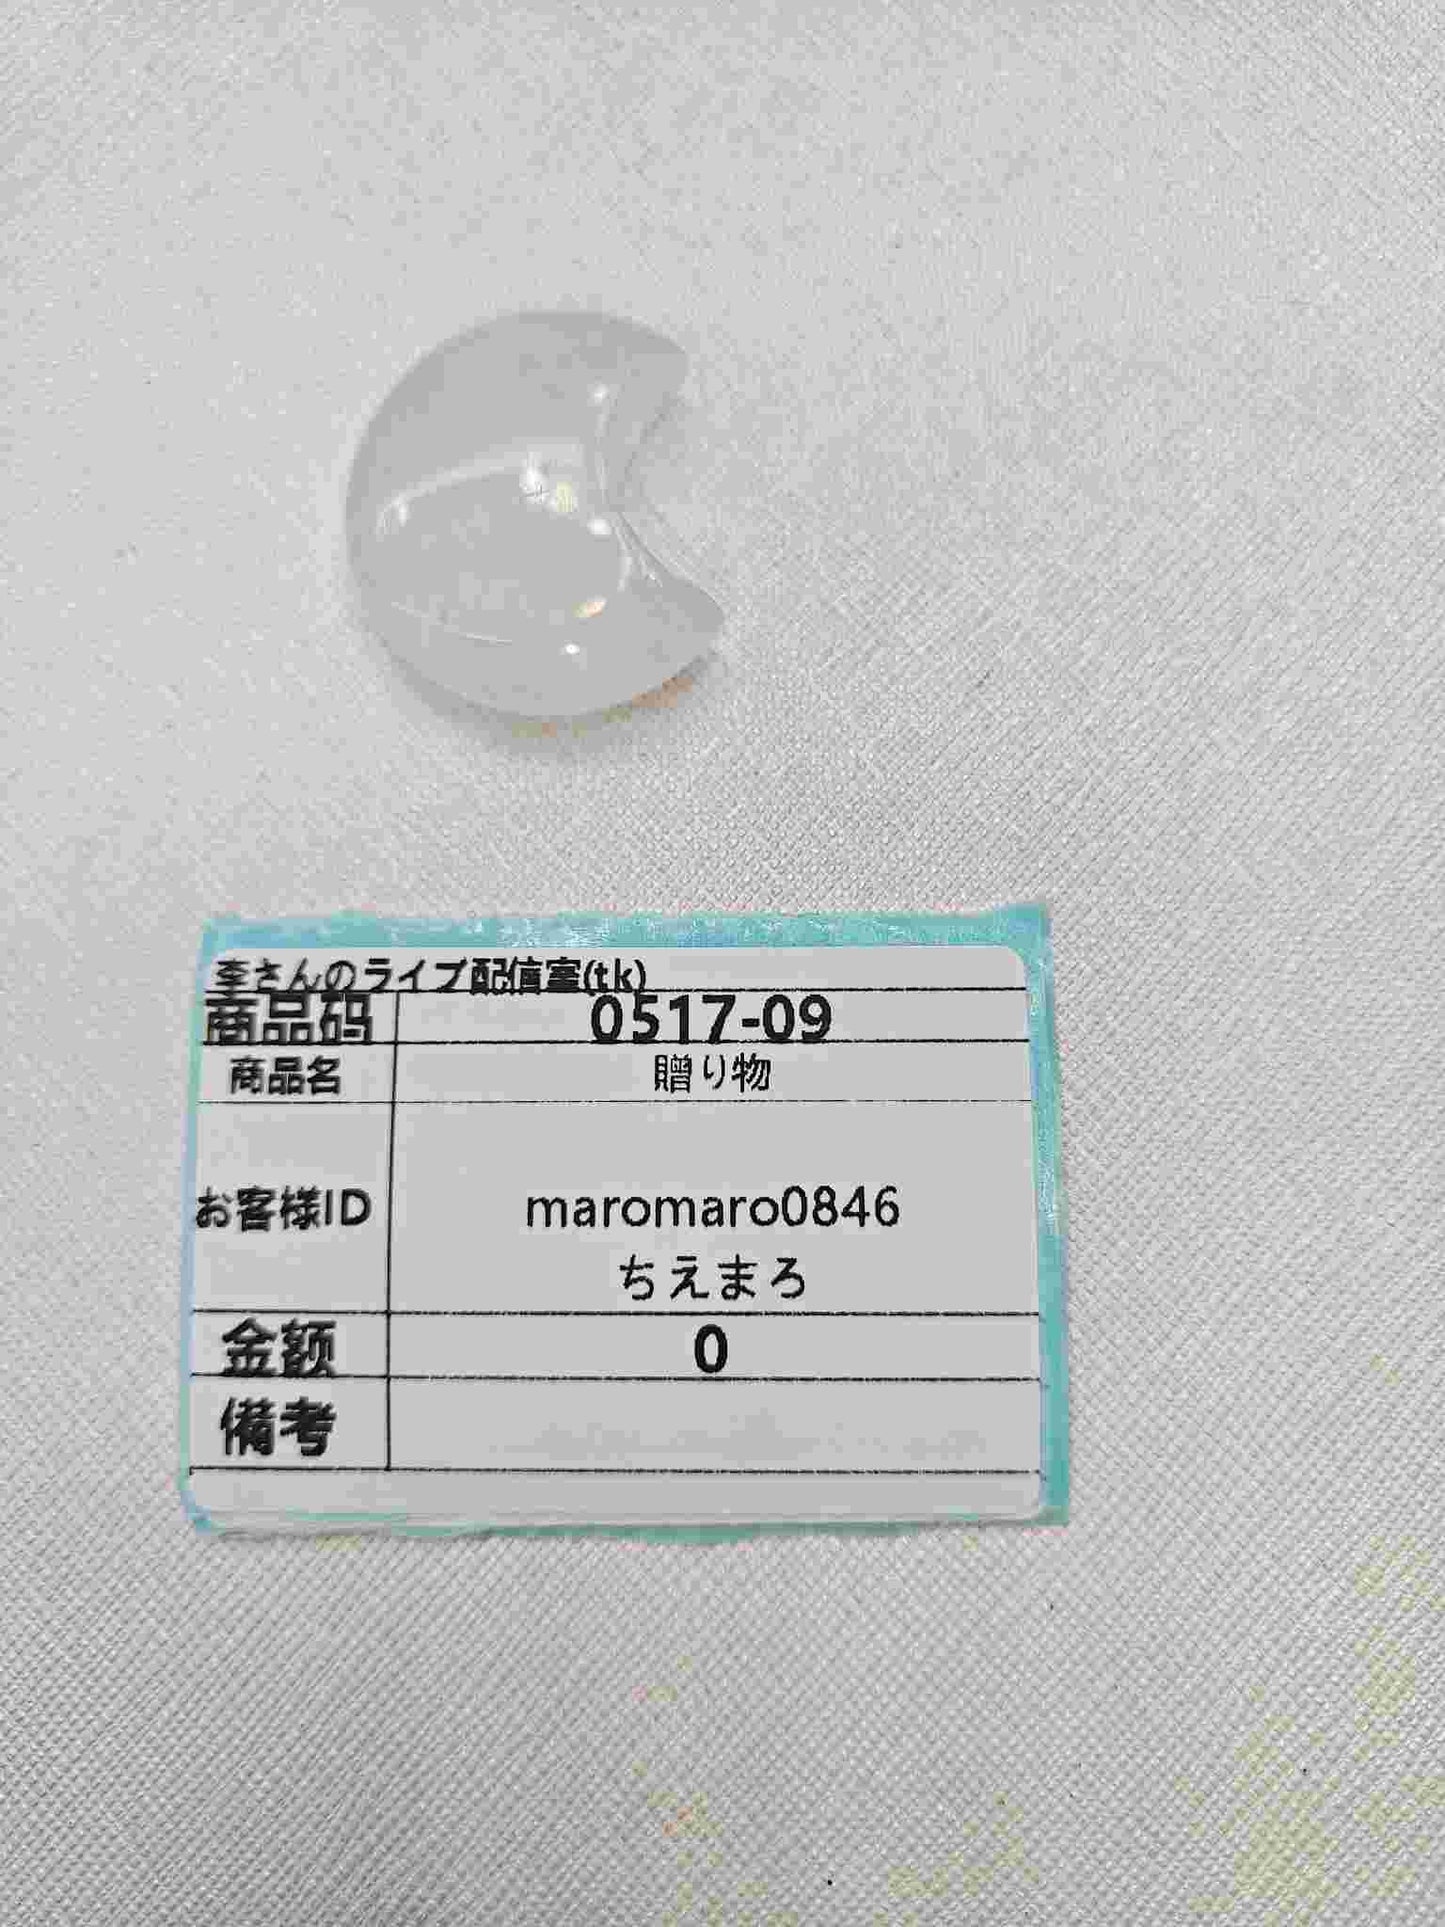 李さんのライブ配信室(tk)
商品码 0517-09
商品名 贈り物
お客様ID maromaro0846
ちえまろ
金额 0
備考